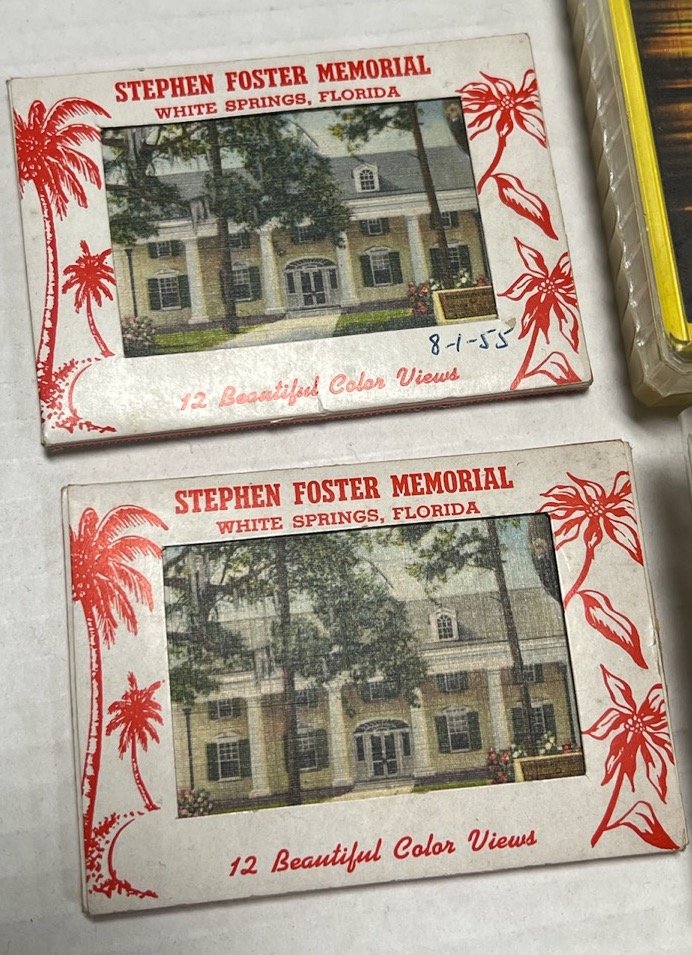 STEPHEN FOSTER MEMORIAL
WHITE SPRINGS, FLORIDA
8-1-55
12 Beautiful Color Views
STEPHEN FOSTER MEMORIAL
WHITE SPRINGS, FLORIDA
12 Beautiful Color Views